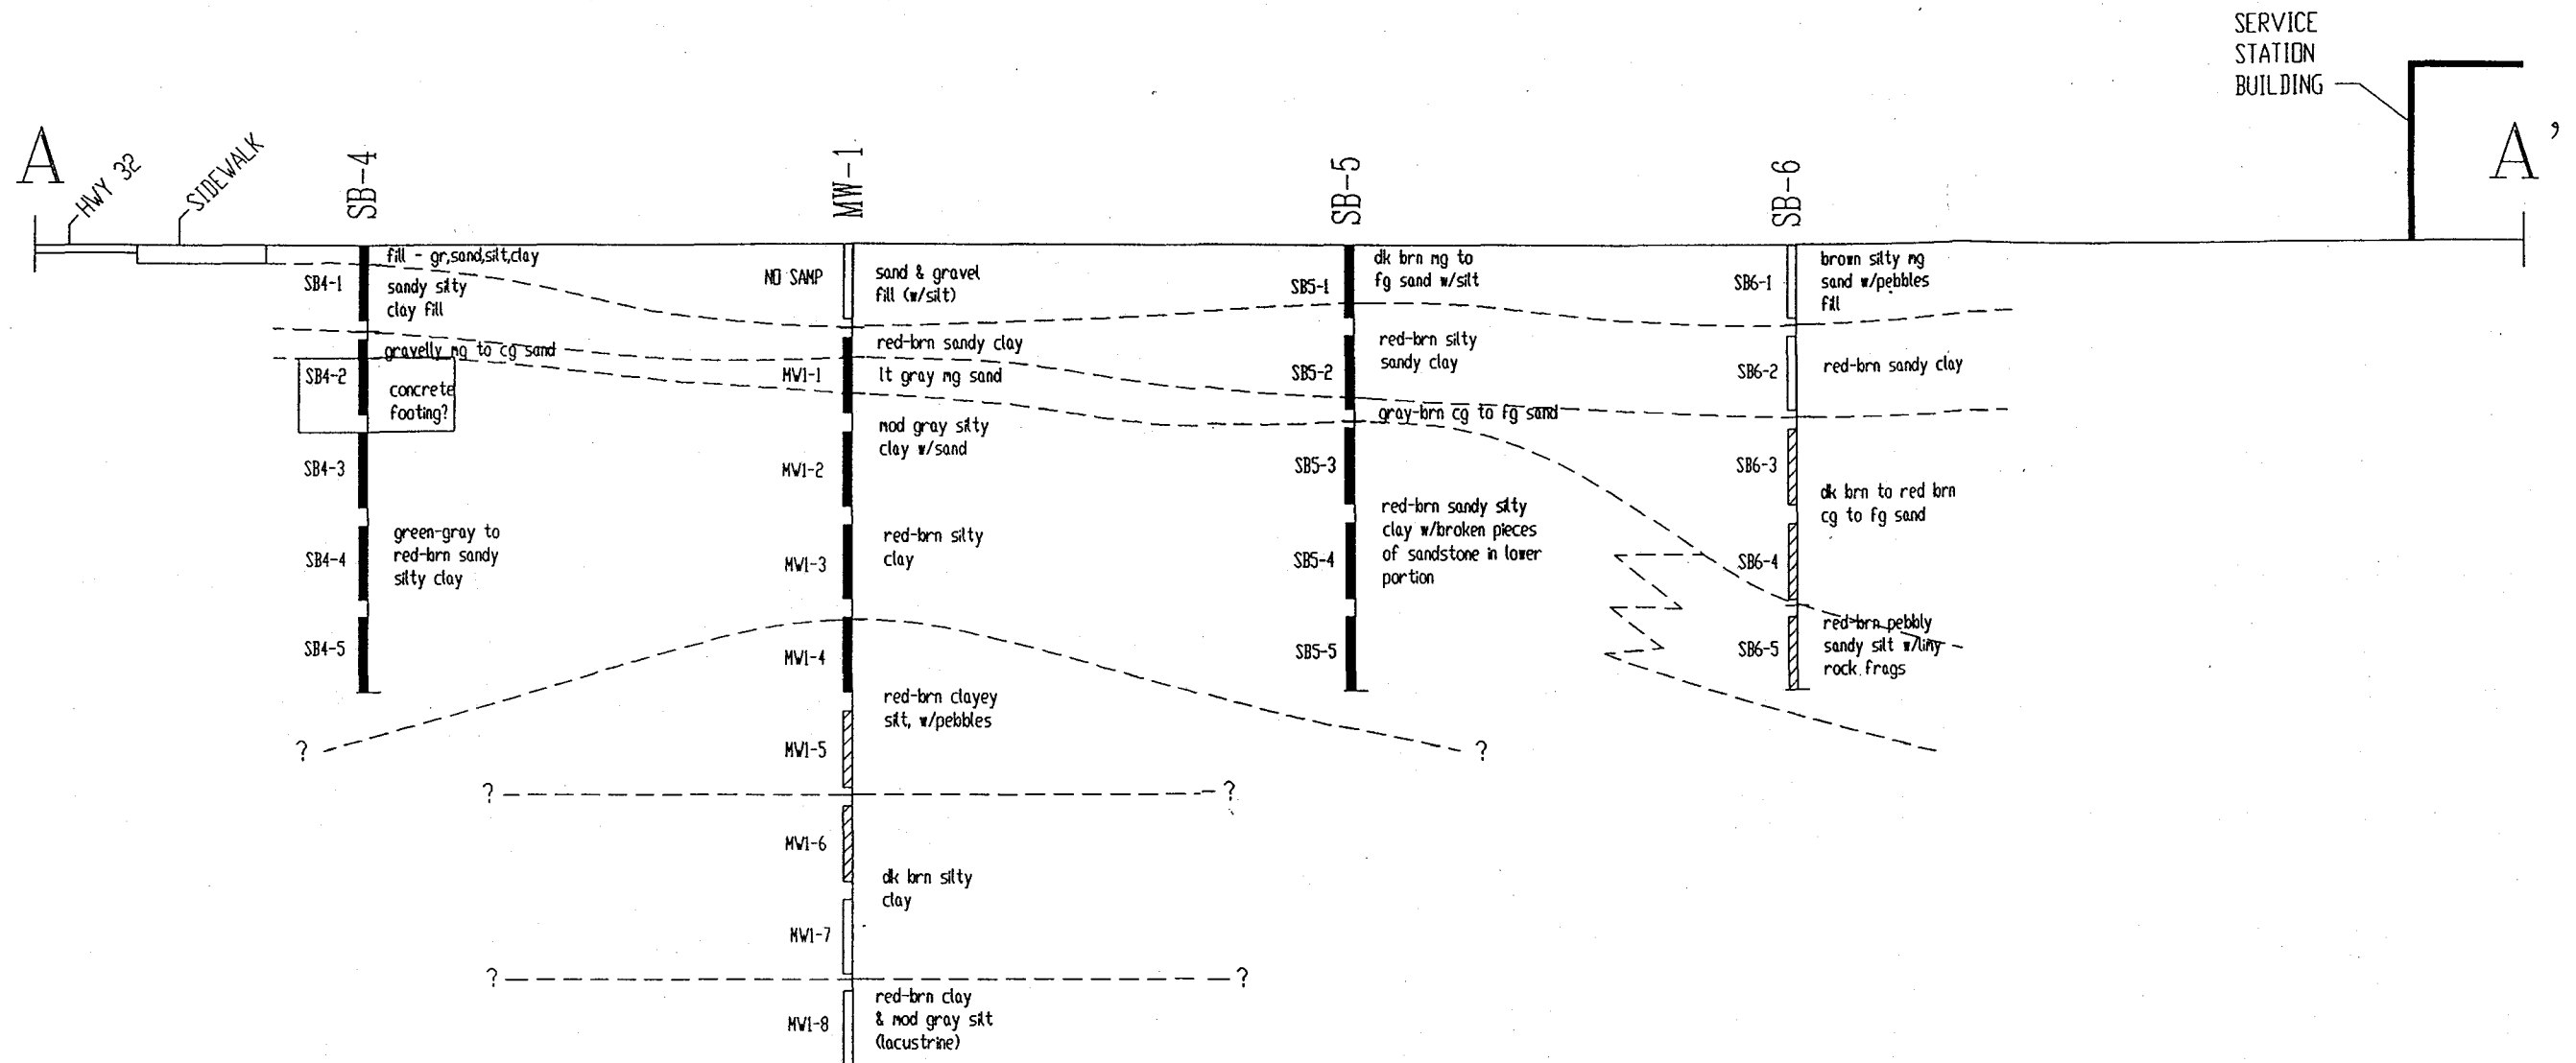 SERVICE
STATION
BUILDING
A
HWY 32
SIDEWALK
SB-4
MW-1
SB-5
SB-6
A'
fill - gr,sand,silt,clay
SB4-1
sandy silty
clay fill
gravelly mg to cg sand
SB4-2
concrete
footing?
SB4-3
SB4-4
green-gray to
red-brn sandy
silty clay
SB4-5
?
NO SAMP
sand & gravel
fill (w/silt)
red-brn sandy clay
MW1-1
lt gray mg sand
mod gray silty
clay w/sand
MW1-2
red-brn silty
clay
MW1-3
MW1-4
red-brn clayey
silt, w/pebbles
MW1-5
?
?
?
MW1-6
dk brn silty
clay
MW1-7
?
?
red-brn clay
& mod gray silt
(lacustrine)
MW1-8
dk brn mg to
fg sand w/silt
SB5-1
red-brn silty
sandy clay
SB5-2
gray-brn cg to fg sand
SB5-3
red-brn sandy silty
clay w/broken pieces
of sandstone in lower
portion
SB5-4
SB5-5
brown silty mg
sand w/pebbles
fill
SB6-1
SB6-2
red-brn sandy clay
SB6-3
dk brn to red brn
cg to fg sand
SB6-4
red-brn pebbly
sandy silt w/limy
rock frags
SB6-5